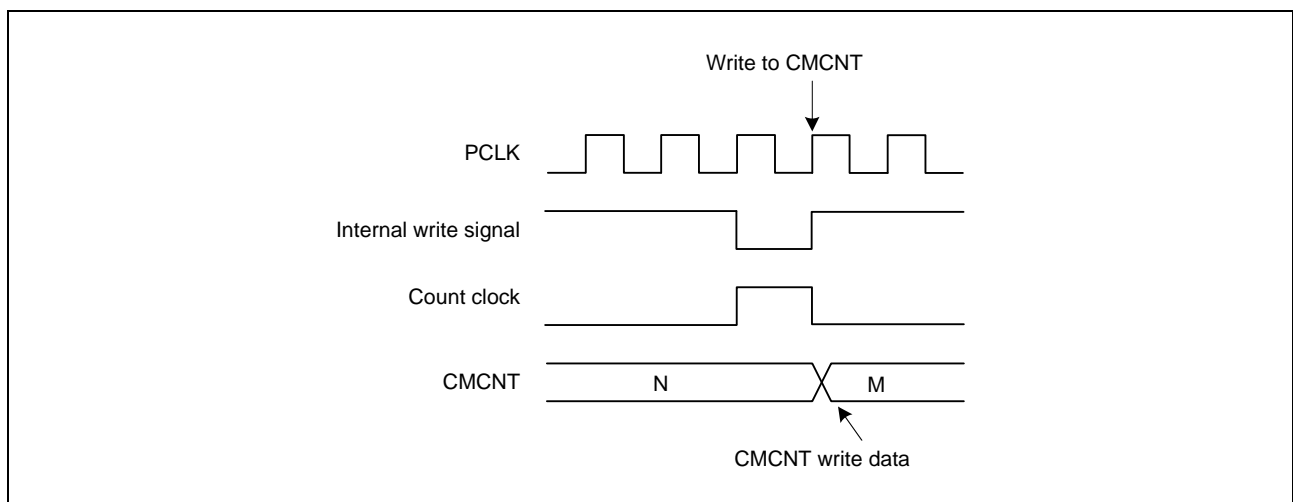 Write to CMCNT
PCLK
Internal write signal
Count clock
CMCNT
N
M
CMCNT write data